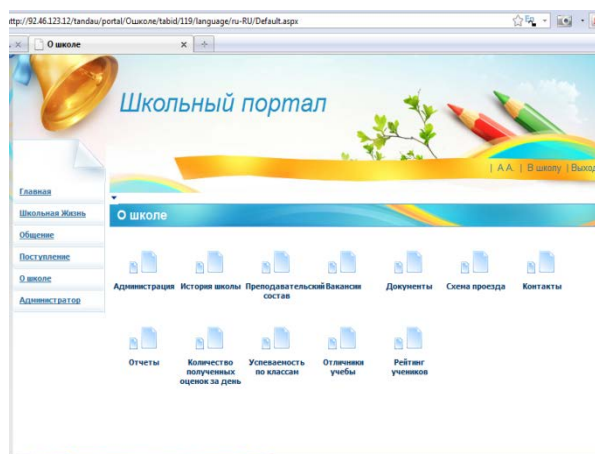 ttp://92.46.123.12/tandau/portal/Ошколе/tabid/119/language/ru-RU/Default.aspx
О школе
Школьный портал
| А А. | В школу | Выход
Главная
Школьная Жизнь
Общение
Поступление
О школе
Администратор
О школе
Администрация История школы Преподавательский состав Вакансии Документы Схема проезда Контакты
Отчеты Количество полученных оценок за день Успеваемость по классам Отличники учебы Рейтинг учеников